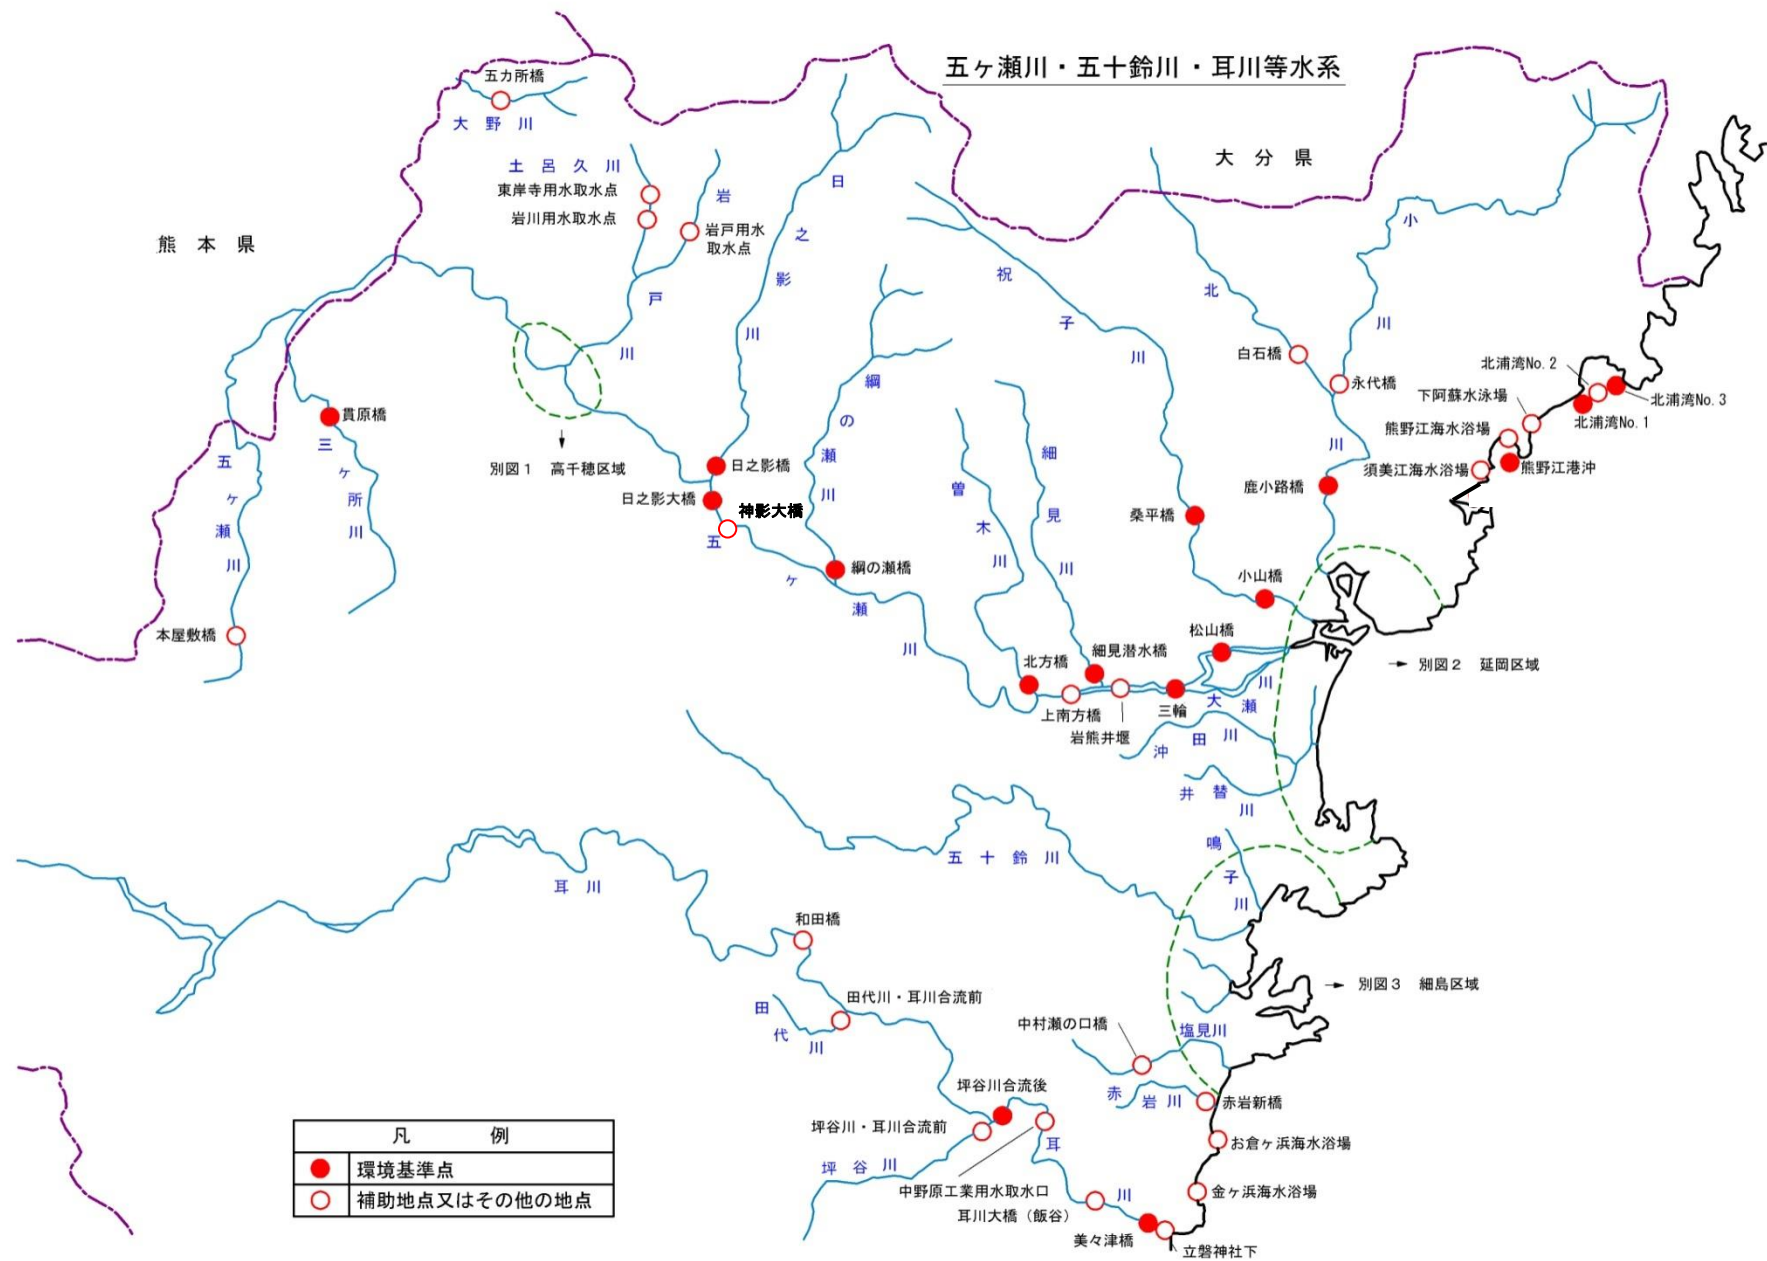 五ヶ瀬川・五十鈴川・耳川等水系
五カ所橋
大野川
土呂久川
東岸寺用水取水点
岩川用水取水点
岩戸川
岩戸用水
取水点
日之影川
大分県
熊本県
祝子川
北川
小川
白石橋
永代橋
北浦湾No.2
北浦湾No.3
北浦湾No.1
下阿蘇水泳場
熊野江海水浴場
熊野江港沖
須美江海水浴場
貫原橋
三ヶ所川
五ヶ瀬川
本屋敷橋
別図1 高千穂区域
日之影橋
日之影大橋
神影大橋
綱の瀬川
綱の瀬橋
五ヶ瀬川
曽木川
細見川
桑平橋
鹿小路橋
小山橋
松山橋
北方橋
細見潜水橋
上南方橋
岩熊井堰
三輪
大瀬川
沖田川
井替川
別図2 延岡区域
五十鈴川
鳴子川
耳川
和田橋
田代川・耳川合流前
田代川
別図3 細島区域
中村瀬の口橋
塩見川
赤岩川
赤岩新橋
お倉ヶ浜海水浴場
金ヶ浜海水浴場
坪谷川合流後
坪谷川・耳川合流前
坪谷川
中野原工業用水取水口
耳川
耳川大橋(飯谷)
美々津橋
立磐神社下
凡例
環境基準点
補助地点又はその他の地点